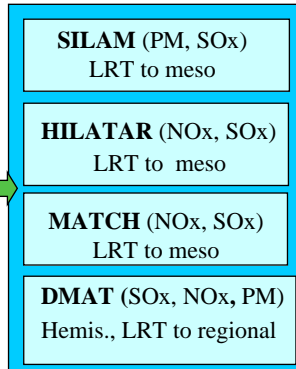 SILAM (PM, SOx)
LRT to meso
HILATAR (NOx, SOx)
LRT to meso
MATCH (NOx, SOx)
LRT to meso
DMAT (SOx, NOx, PM)
Hemis., LRT to regional